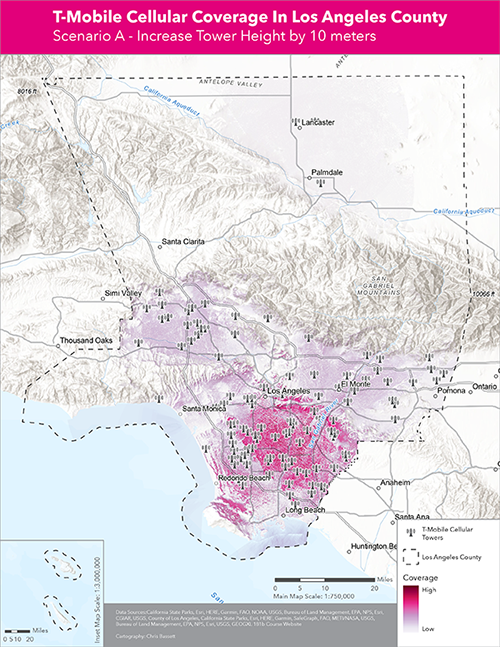 T-Mobile Cellular Coverage In Los Angeles County
Scenario A - Increase Tower Height by 10 meters
ANTELOPE VALLEY
ANTE
8016 ft
California Aqueduct
Lancaster
Palmdale
California Aqueduct
Santa Clarita
SAN
GABRIEL
MOUNTAINS
Simi Valley
10066 ft
Thousand Oaks
El Monte
Pomona
Ontario
Los Angeles
Santa Monica
Redondo Beach
Anaheim
Long Beach
Santa Ana
Huntington Be
San
T-Mobile Cellular
Towers
Los Angeles County
Coverage
High
Low
Miles
0 5 10 20
Inset Map Scale: 1:3,000,000
0 5 10 20
Miles
Main Map Scale: 1:750,000
Data Sources:California State Parks, Esri, HERE, Garmin, FAO, NOAA, USGS, Bureau of Land Management, EPA, NPS, Esri,
CGIAR, USGS, County of Los Angeles, California State Parks, Esri, HERE, Garmin, SafeGraph, FAO, METI/NASA, USGS,
Bureau of Land Management, EPA, NPS, Esri, USGS, GEOGXL 1816 Course Website
Cartography: Chris Bassett